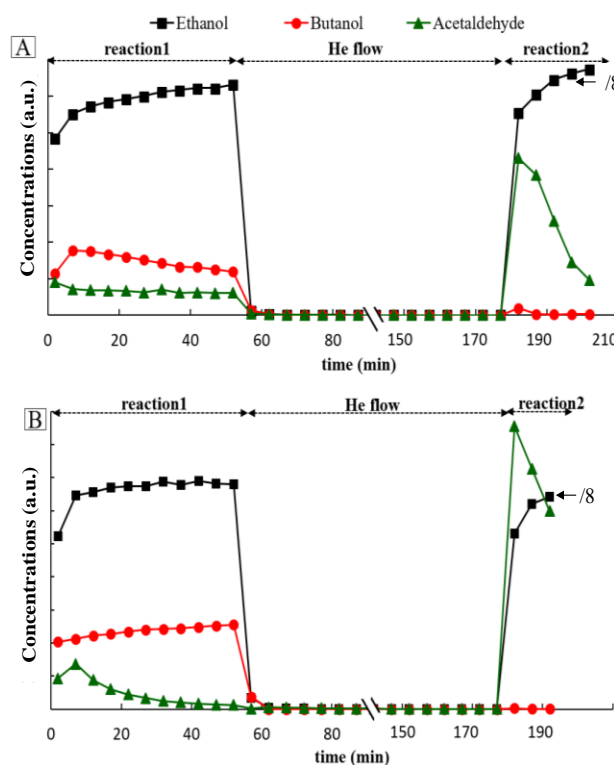 Ethanol Butanol Acetaldehyde
A
reaction1 He flow reaction2
/8
Concentrations (a.u.)
0 20 40 60 80 150 170 190 210
time (min)
B
reaction1 He flow reaction2
/8
Concentrations (a.u.)
0 20 40 60 80 150 170 190
time (min)